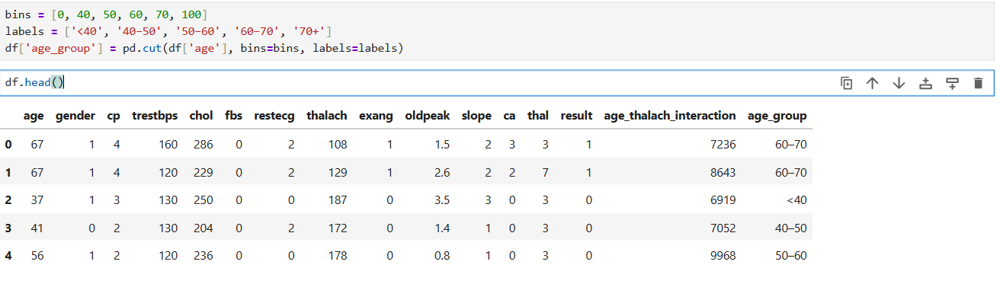 bins = [0, 40, 50, 60, 70, 100]
labels = ['<40', '40–50', '50–60', '60–70', '70+']
df['age_group'] = pd.cut(df['age'], bins=bins, labels=labels)
df.head()
age gender cp trestbps chol fbs restecg thalach exang oldpeak slope ca thal result age_thalach_interaction age_group
0 67 1 4 160 286 0 2 108 1 1.5 2 3 3 1 7236 60–70
1 67 1 4 120 229 0 2 129 1 2.6 2 2 7 1 8643 60–70
2 37 1 3 130 250 0 0 187 0 3.5 3 0 3 0 6919 <40
3 41 0 2 130 204 0 2 172 0 1.4 1 0 3 0 7052 40–50
4 56 1 2 120 236 0 0 178 0 0.8 1 0 3 0 9968 50–60